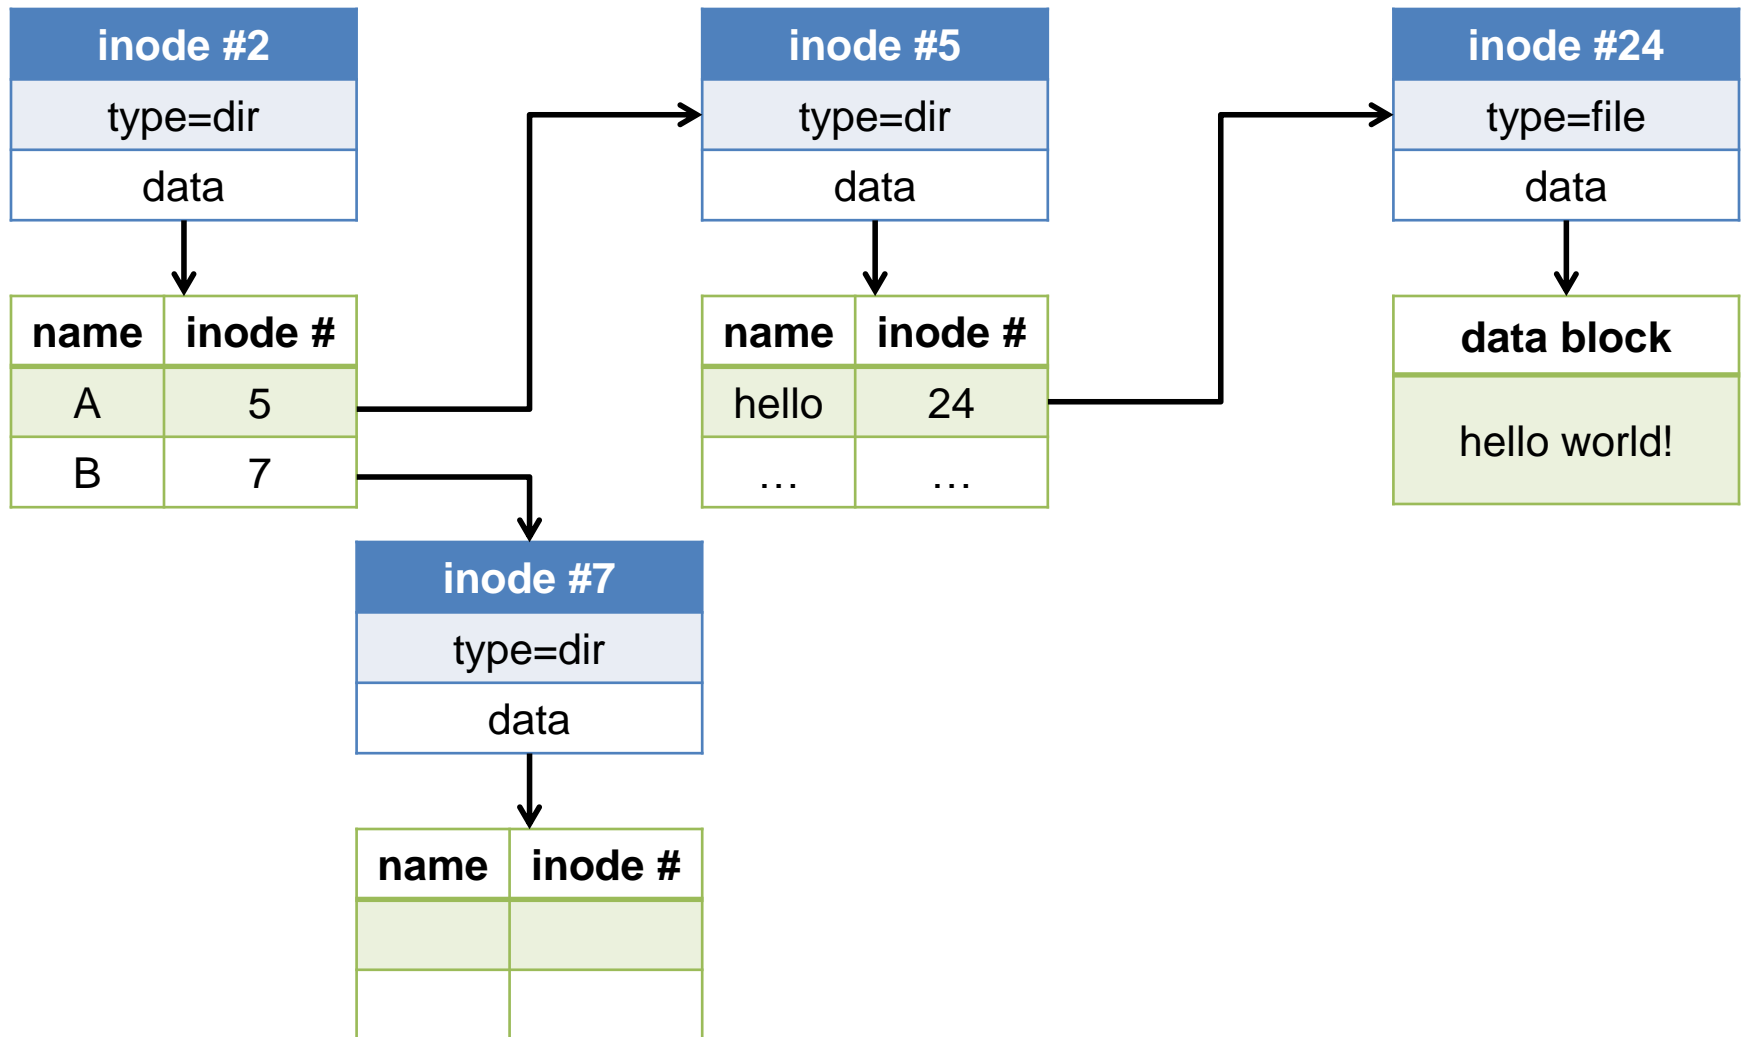 inode #2
type=dir
data
name inode #
A 5
B 7
inode #5
type=dir
data
name inode #
hello 24
… …
inode #24
type=file
data
data block
hello world!
inode #7
type=dir
data
name inode #